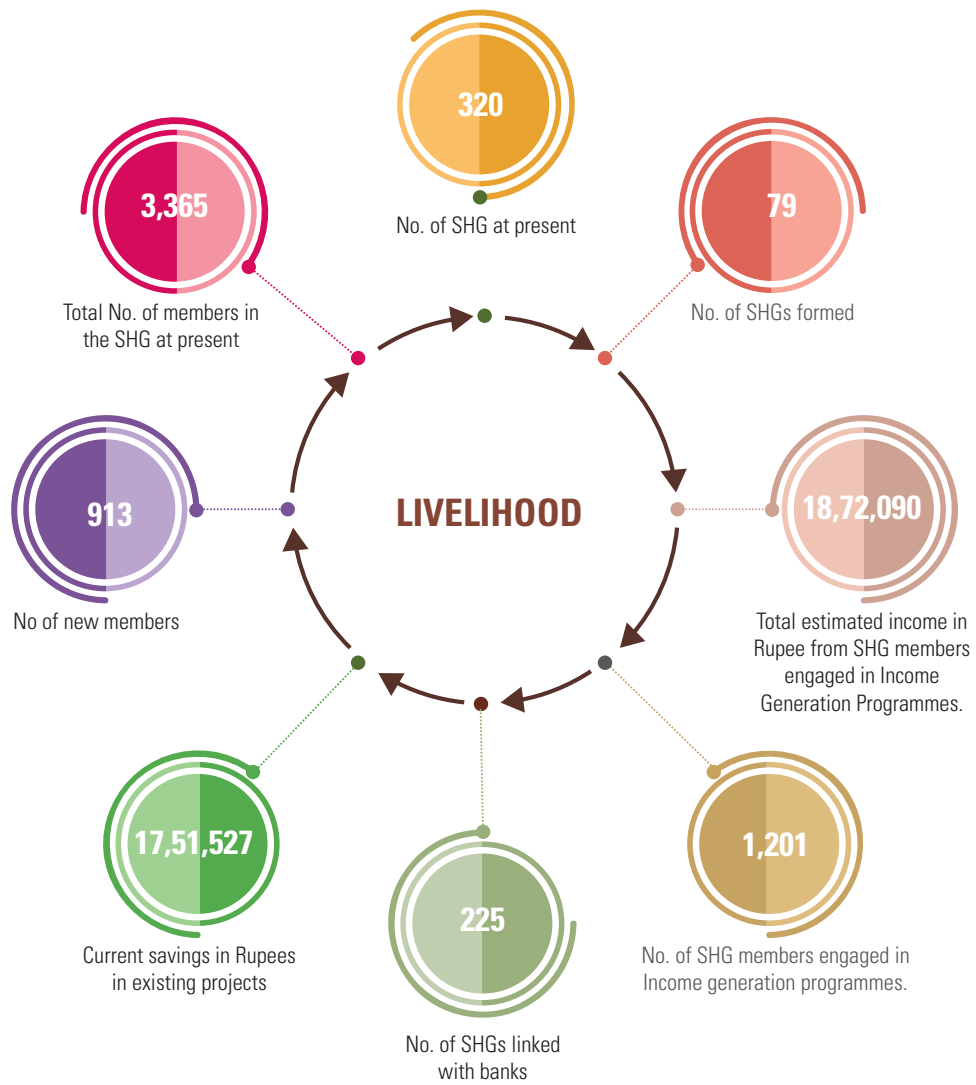 320
No. of SHG at present
79
No. of SHGs formed
18,72,090
Total estimated income in
Rupee from SHG members
engaged in Income
Generation Programmes.
1,201
No. of SHG members engaged in
Income generation programmes.
225
No. of SHGs linked
with banks
17,51,527
Current savings in Rupees
in existing projects
913
No of new members
3,365
Total No. of members in
the SHG at present
LIVELIHOOD